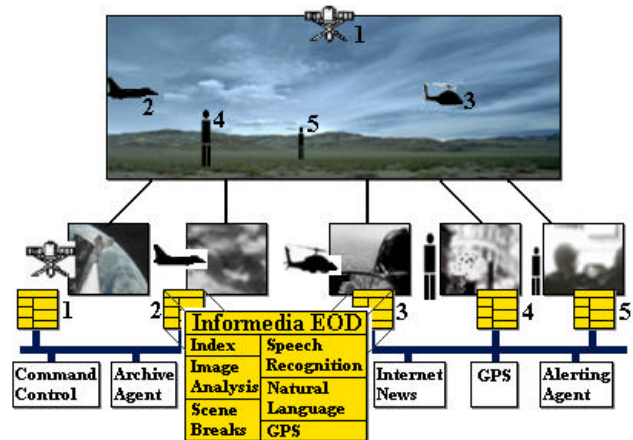 1
2
3
4
5
1
2
3
4
5
Informedia EOD
Index
Image
Analysis
Scene
Breaks
Speech
Recognition
Natural
Language
GPS
Command
Control
Archive
Agent
Internet
News
GPS
Alerting
Agent